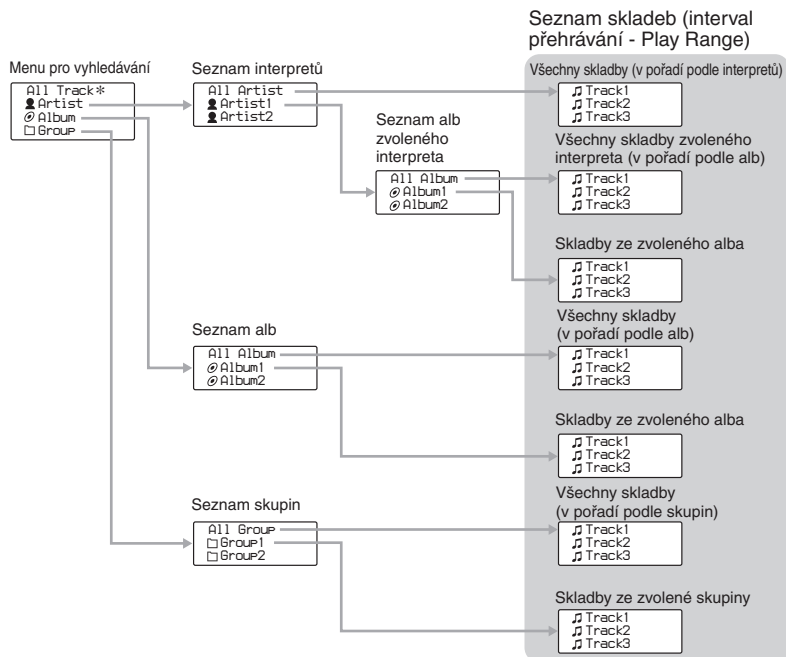 Seznam skladeb (interval
přehrávání - Play Range)
Menu pro vyhledávání
All Track*
Artist
Album
Group
Seznam interpretů
All Artist
Artist1
Artist2
Seznam alb
zvoleného
interpreta
All Album
Album1
Album2
Všechny skladby (v pořadí podle interpretů)
Track1
Track2
Track3
Všechny skladby zvoleného
interpreta (v pořadí podle alb)
Track1
Track2
Track3
Skladby ze zvoleného alba
Track1
Track2
Track3
Seznam alb
All Album
Album1
Album2
Všechny skladby
(v pořadí podle alb)
Track1
Track2
Track3
Skladby ze zvoleného alba
Track1
Track2
Track3
Seznam skupin
All Group
Group1
Group2
Všechny skladby
(v pořadí podle skupin)
Track1
Track2
Track3
Skladby ze zvolené skupiny
Track1
Track2
Track3